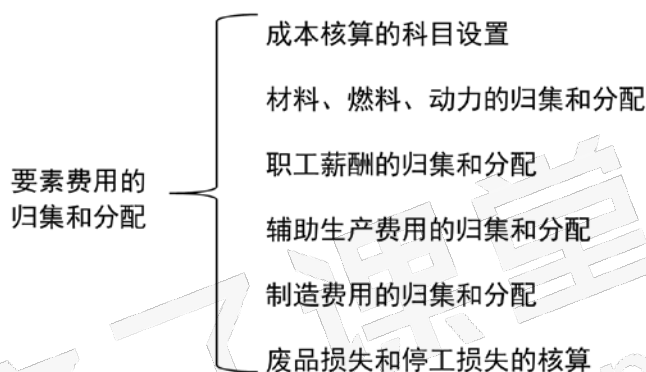 成本核算的科目设置
材料、燃料、动力的归集和分配
职工薪酬的归集和分配
要素费用的
归集和分配
辅助生产费用的归集和分配
制造费用的归集和分配
废品损失和停工损失的核算